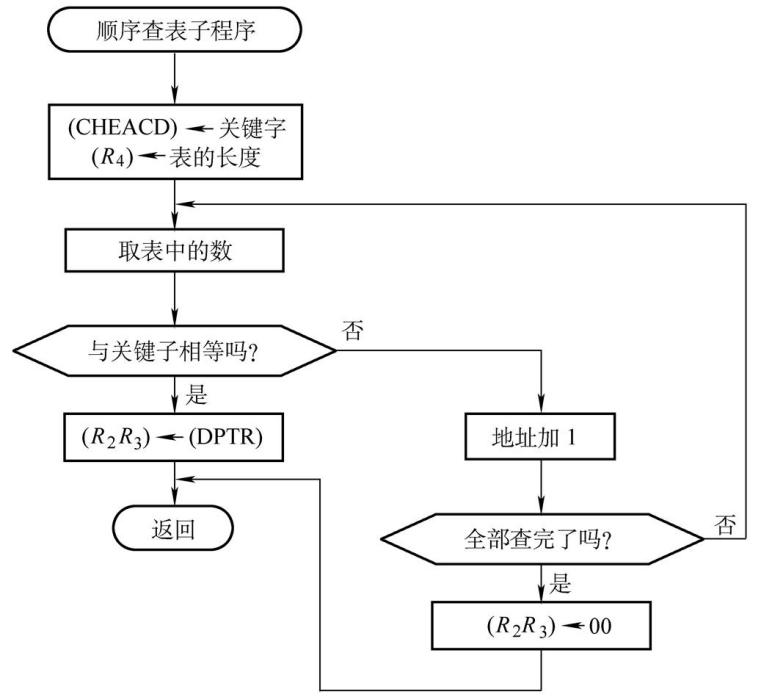 顺序查表子程序
(CHEACD)←关键字
(R4)←表的长度
取表中的数
与关键子相等吗?
否
是
(R2R3)←(DPTR)
地址加 1
返回
全部查完了吗?
否
是
(R2R3)←00